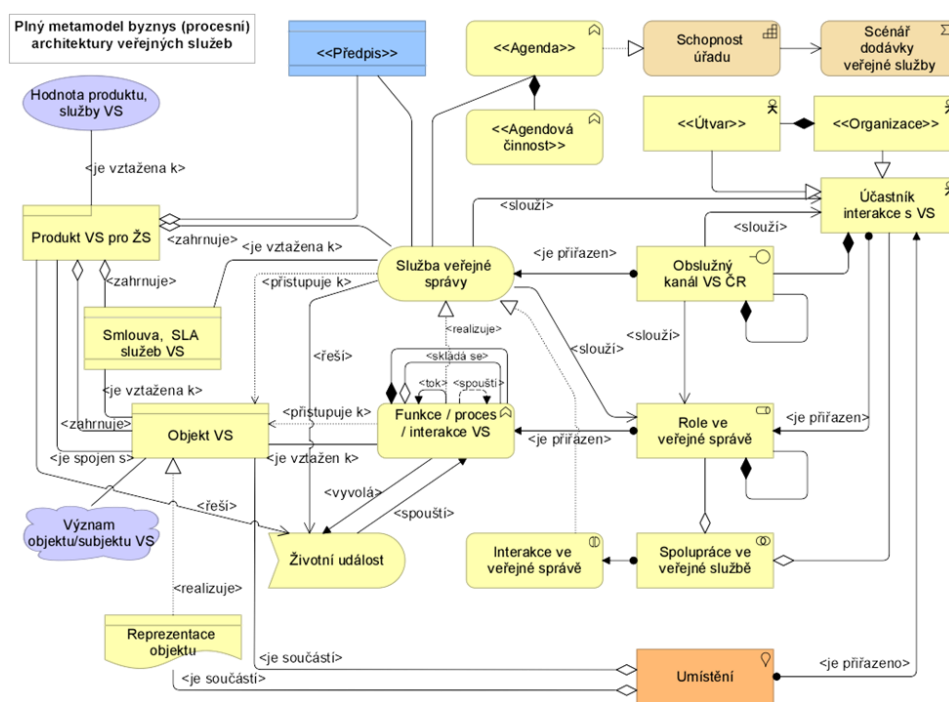 Plný metamodel byznys (procesní)
architektury veřejných služeb
<<Předpis>>
<<Agenda>>
Schopnost
úřadu
Scénář
dodávky
veřejné služby
Hodnota produktu,
služby VS
<<Agendová
činnost>>
<<Útvar>>
<<Organizace>>
<je vztažena k>
<slouží>
Účastník
interakce s VS
Produkt VS pro ŽS
<zahrnuje>
<je vztažena k>
<slouží>
<je přiřazen>
Služba veřejné
správy
Obslužný
kanál VS ČR
<zahrnuje>
<přistupuje k>
Smlouva, SLA
služeb VS
<realizuje>
<slouží>
<slouží>
<řeší>
<skládá se>
<tok>
<spouští>
<je vztažena k>
<přistupuje k>
Funkce / proces
/ interakce VS
Role ve
veřejné správě
<zahrnuje>
Objekt VS
<je přiřazen>
<je přiřazen>
<je spojen s>
<je vztažen k>
<vyvolá>
<řeší>
<spouští>
Význam
objektu/subjektu VS
Životní událost
Interakce ve
veřejné správě
Spolupráce ve
veřejné službě
<realizuje>
Reprezentace
objektu
<je součástí>
<je součástí>
Umístění
<je přiřazeno>